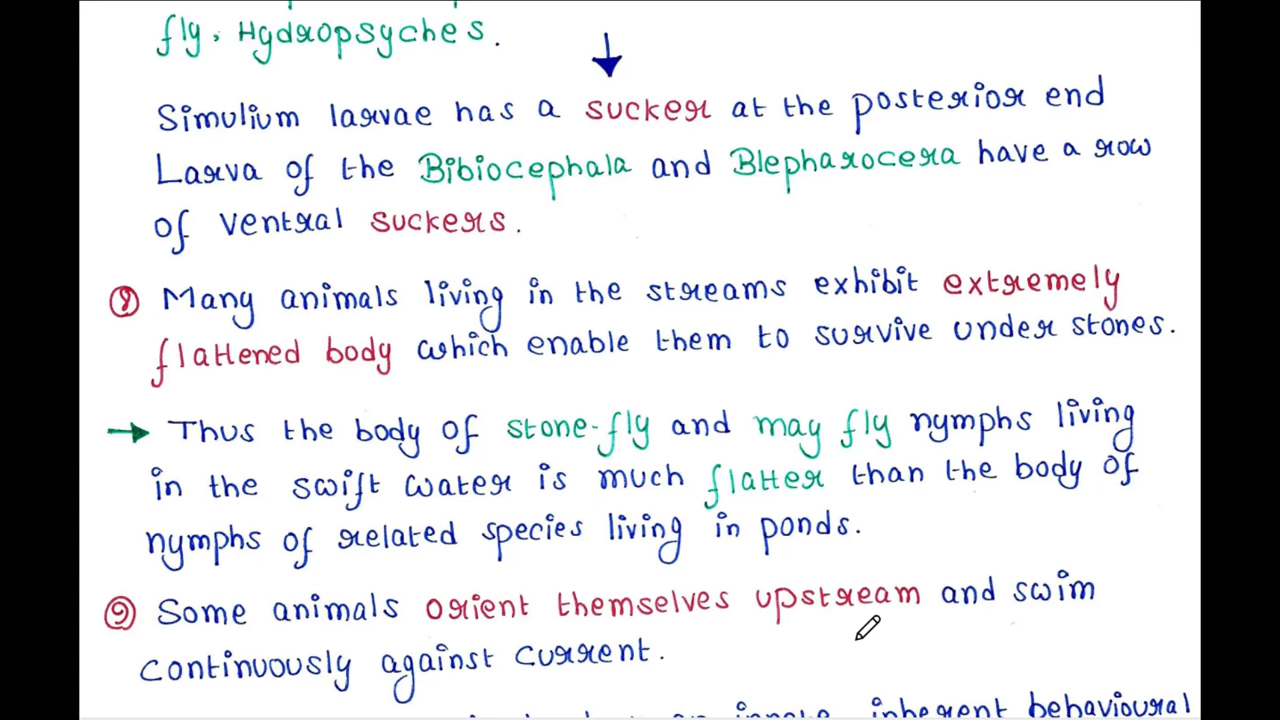 fly, Hydropsyches.
Simulium larvae has a sucker at the posterior end
Larva of the Bibiocephala and Blepharocera have a row
of ventral suckers.
⑧ Many animals living in the streams exhibit extremely
flattened body which enable them to survive under stones.
→ Thus the body of stone-fly and may fly nymphs living
in the swift water is much flatter than the body of
nymphs of related species living in ponds.
⑨ Some animals orient themselves upstream and swim
continuously against current.
inherent behavioural